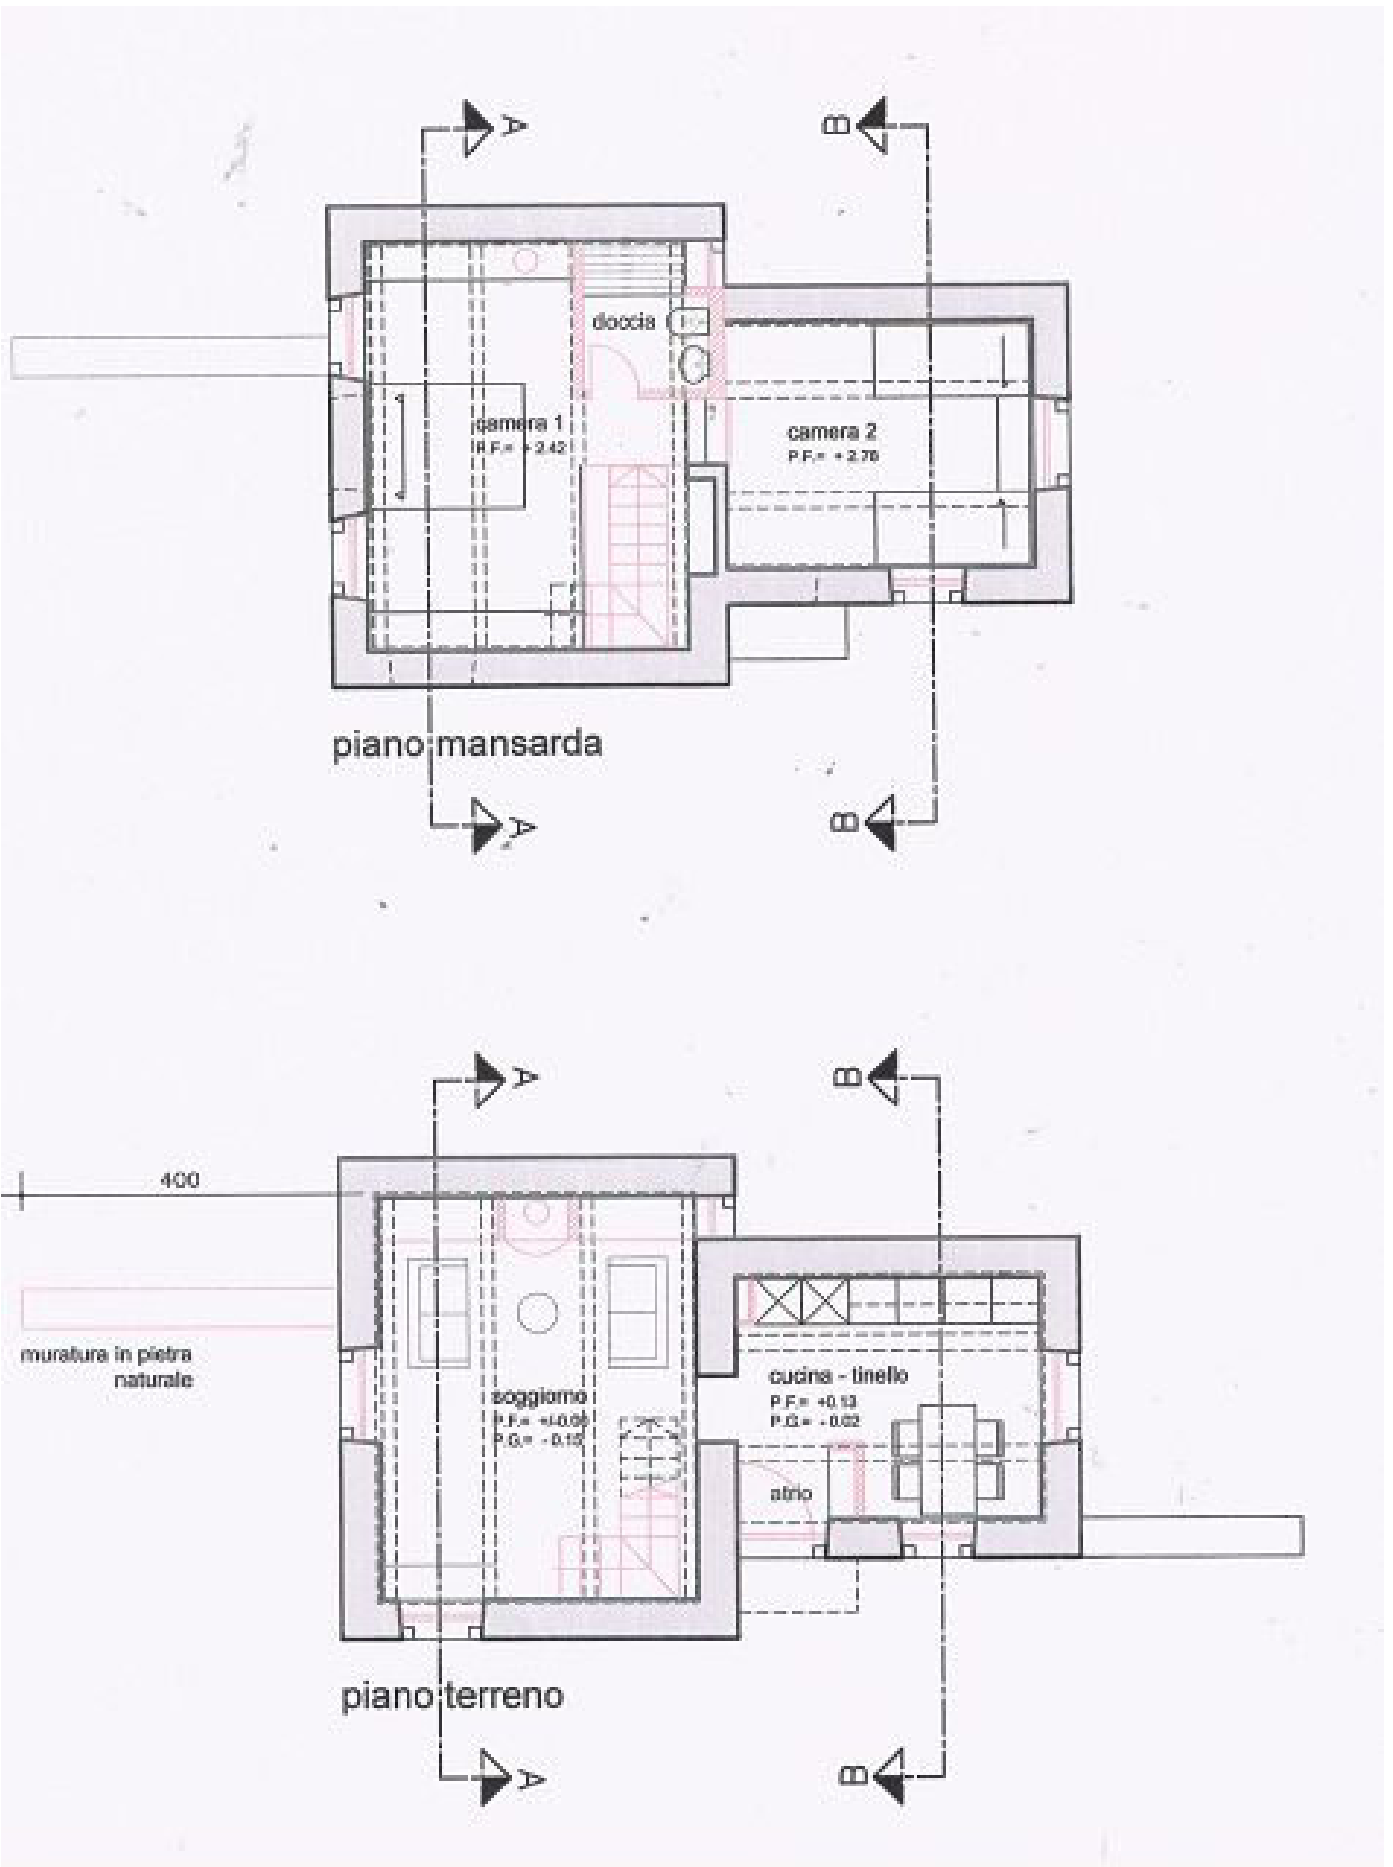 A
B
doccia
camera 1
P.F.= + 2.42
camera 2
P.F.= + 2.76
piano mansarda
A
B
A
B
400
muratura in pietra
naturale
soggiorno
P.F.= +/-0.00
P.G.= - 0.15
cucina - tinello
P.F.= +0.13
P.G.= - 0.02
atrio
piano terreno
A
B